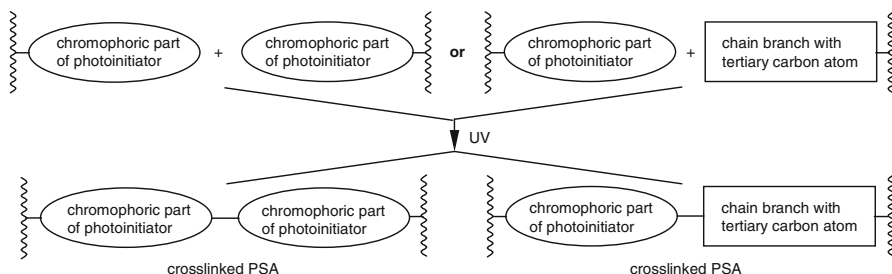 chromophoric part
of photoinitiator
+
chromophoric part
of photoinitiator
or
chromophoric part
of photoinitiator
+
chain branch with
tertiary carbon atom
UV
chromophoric part
of photoinitiator
chromophoric part
of photoinitiator
chromophoric part
of photoinitiator
chain branch with
tertiary carbon atom
crosslinked PSA
crosslinked PSA